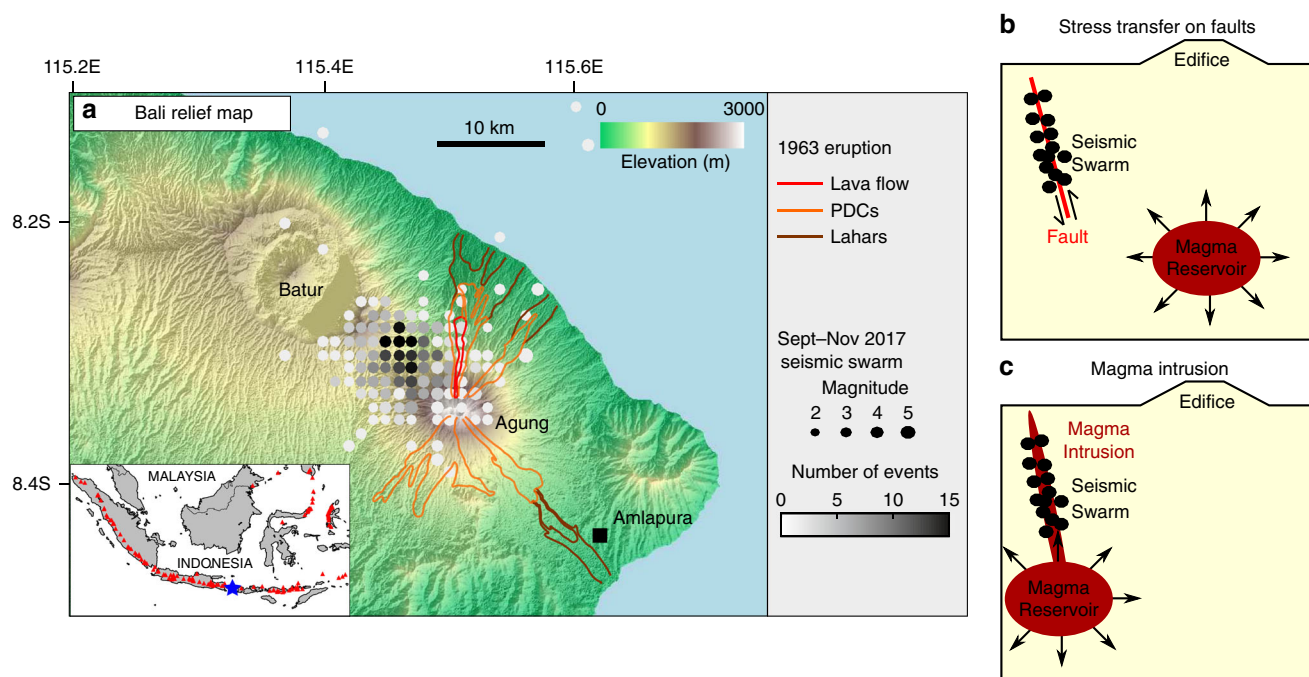 115.2E 115.4E 115.6E
a Bali relief map
0 3000
10 km
Elevation (m)
8.2S
8.4S
Batur
Agung
Amlapura
MALAYSIA
INDONESIA
1963 eruption
Lava flow
PDCs
Lahars
Sept–Nov 2017
seismic swarm
Magnitude
2 3 4 5
Number of events
0 5 10 15
b Stress transfer on faults
Edifice
Seismic
Swarm
Fault
Magma
Reservoir
c Magma intrusion
Edifice
Magma
Intrusion
Seismic
Swarm
Magma
Reservoir